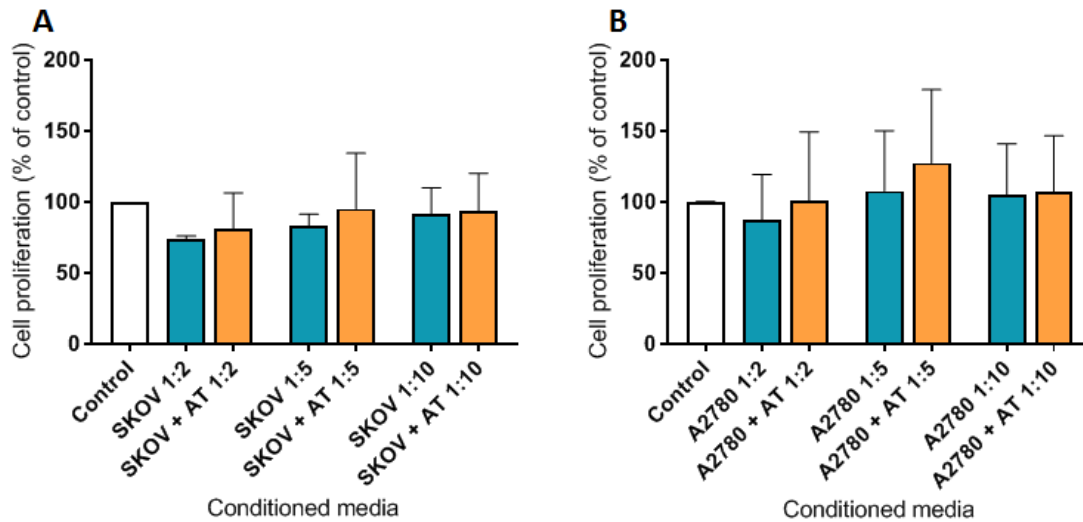 A
Cell proliferation (% of control)
200
150
100
50
0
Control
SKOV 1:2
SKOV + AT 1:2
SKOV 1:5
SKOV + AT 1:5
SKOV 1:10
SKOV + AT 1:10
Conditioned media
B
Cell proliferation (% of control)
200
150
100
50
0
Control
A2780 1:2
A2780 + AT 1:2
A2780 1:5
A2780 + AT 1:5
A2780 1:10
A2780 + AT 1:10
Conditioned media